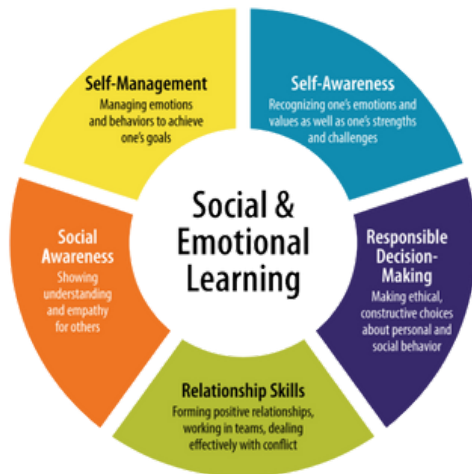 Self-Management
Managing emotions
and behaviors to achieve
one's goals
Self-Awareness
Recognizing one's emotions and
values as well as one's strengths
and challenges
Social &
Emotional
Learning
Social
Awareness
Showing
understanding
and empathy
for others
Responsible
Decision-
Making
Making ethical,
constructive choices
about personal and
social behavior
Relationship Skills
Forming positive relationships,
working in teams, dealing
effectively with conflict